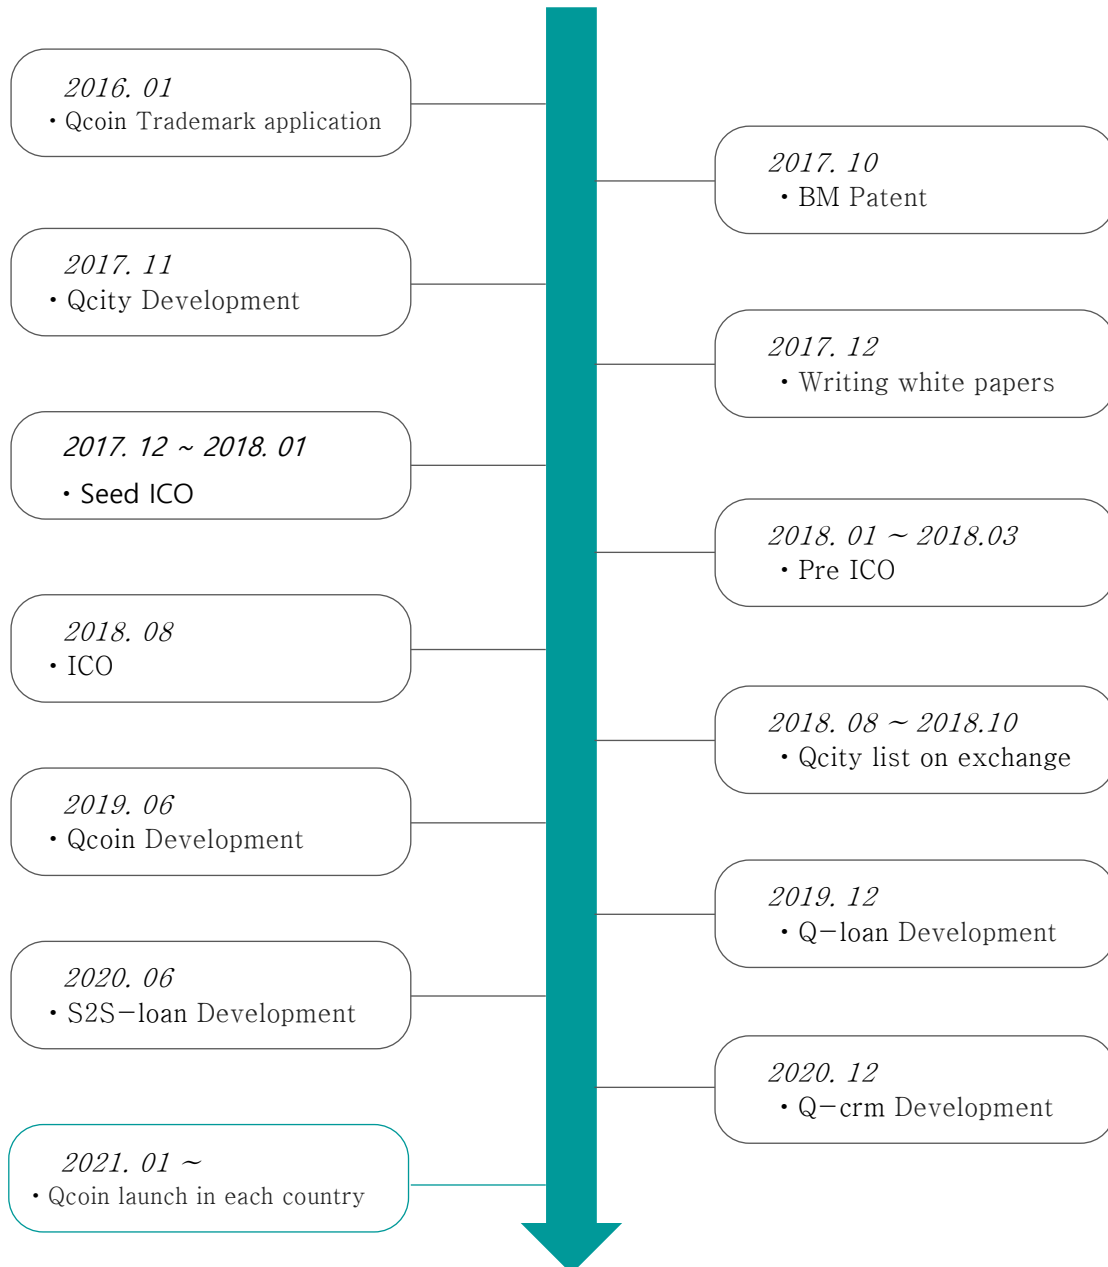 2016. 01
・Qcoin Trademark application
2017. 10
・BM Patent
2017. 11
・Qcity Development
2017. 12
・Writing white papers
2017. 12 ~ 2018. 01
・Seed ICO
2018. 01 ~ 2018.03
・Pre ICO
2018. 08
・ICO
2018. 08 ~ 2018.10
・Qcity list on exchange
2019. 06
・Qcoin Development
2019. 12
・Q-loan Development
2020. 06
・S2S-loan Development
2020. 12
・Q-crm Development
2021. 01 ~
・Qcoin launch in each country